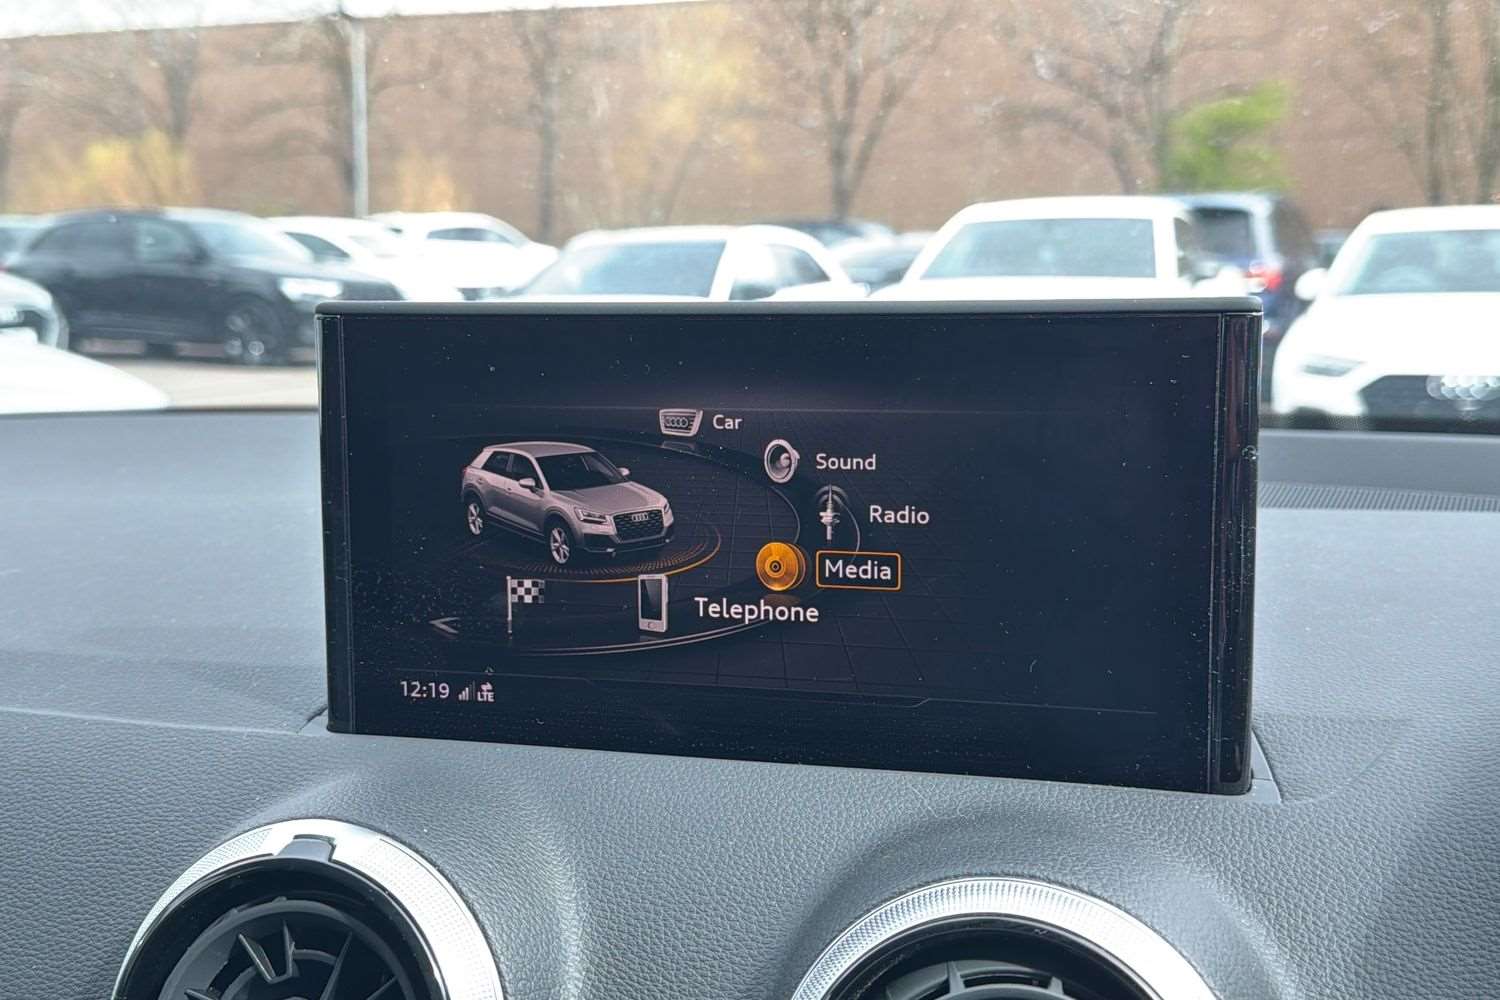 Car
Sound
Radio
Media
Telephone
12:19 LTE